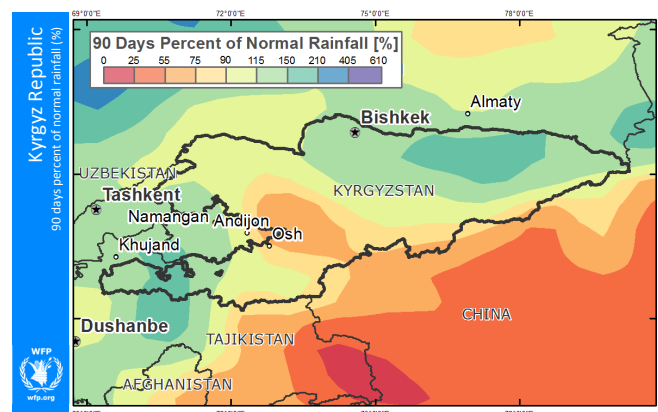 69°0'0"E 72°0'0"E 75°0'0"E 78°0'0"E
Kyrgyz Republic
90 days percent of normal rainfall (%)
90 Days Percent of Normal Rainfall [%]
0 25 55 75 90 115 150 210 405 610
Almaty
Bishkek
UZBEKISTAN
KYRGYZSTAN
Tashkent
Namangan
Andijon
Osh
Khujand
CHINA
Dushanbe
TAJIKISTAN
AFGHANISTAN
WFP
wfp.org